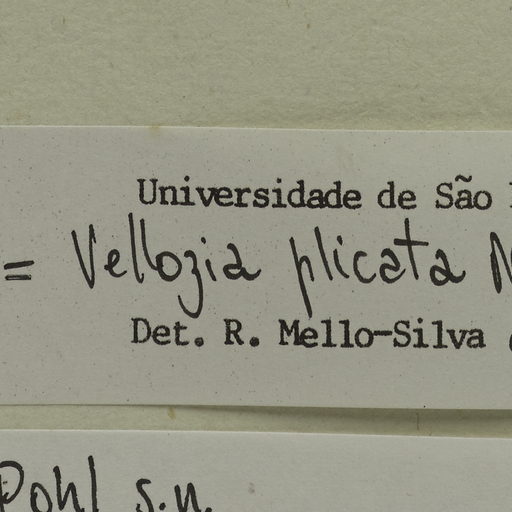 Universidade de São
= Vellozia plicata
Det. R. Mello-Silva
Pohl s.n.